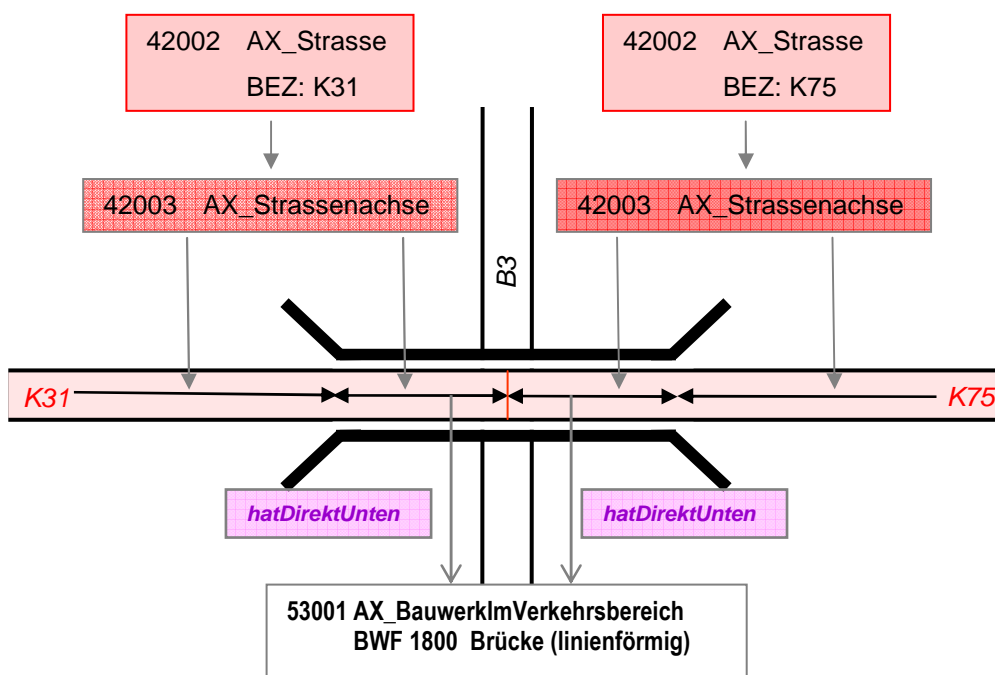 42002 AX_Strasse
BEZ: K31
42002 AX_Strasse
BEZ: K75
42003 AX_Strassenachse
42003 AX_Strassenachse
B3
K31
K75
hatDirektUnten
hatDirektUnten
53001 AX_BauwerkImVerkehrsbereich
BWF 1800 Brücke (linienförmig)